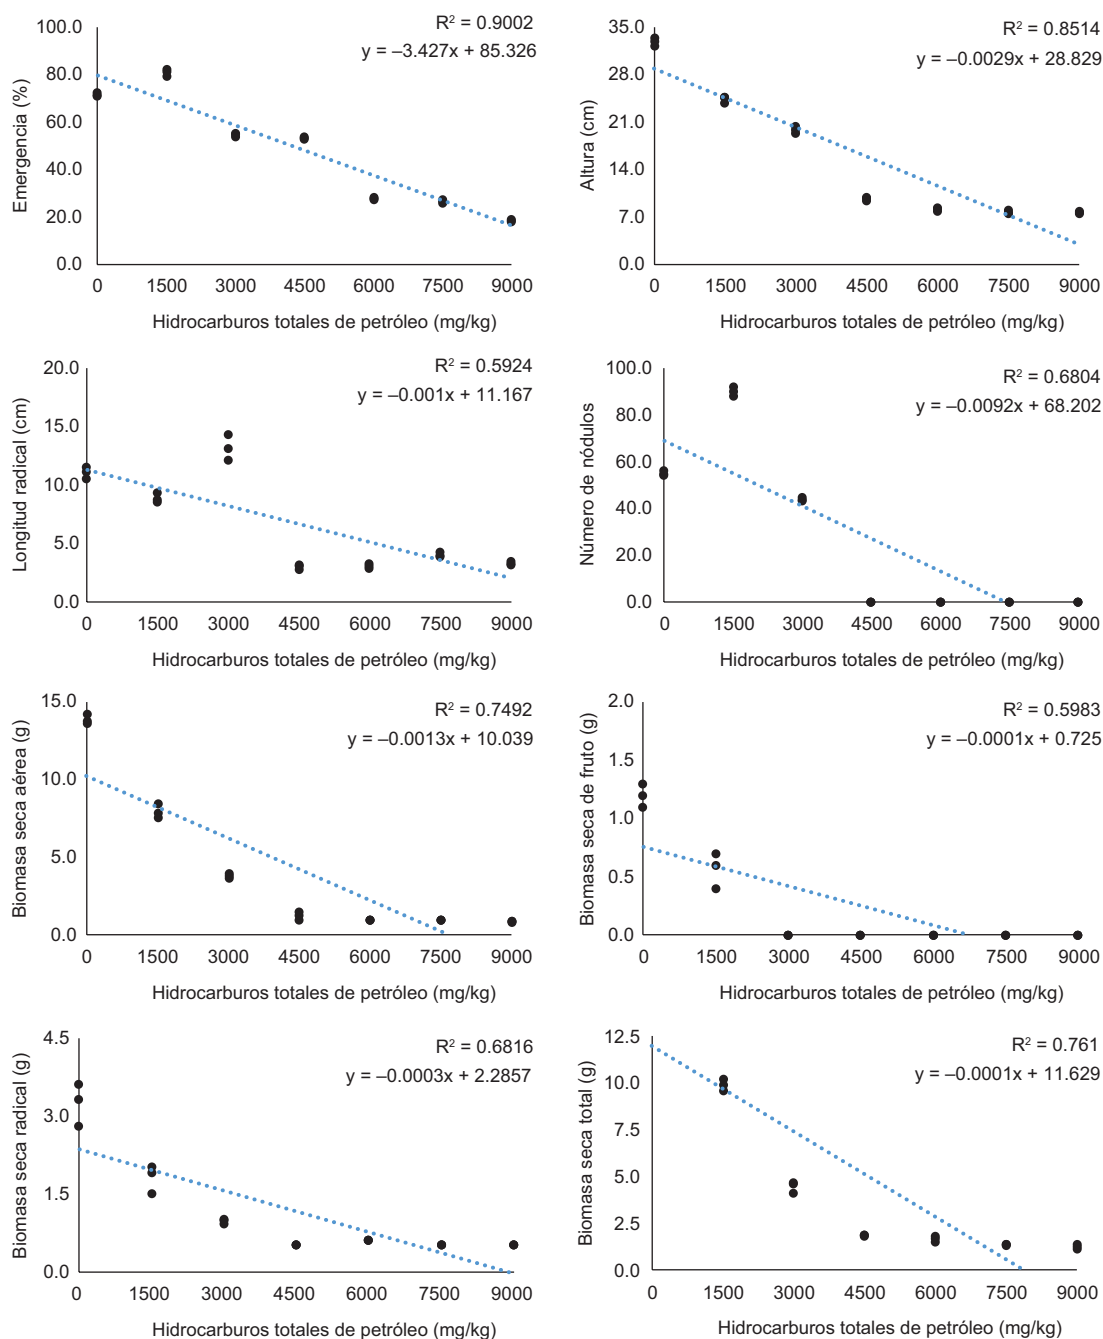 R² = 0.9002
y = –3.427x + 85.326
Emergencia (%)
100.0
80.0
60.0
40.0
20.0
0.0
0 1500 3000 4500 6000 7500 9000
Hidrocarburos totales de petróleo (mg/kg)
R² = 0.8514
y = –0.0029x + 28.829
Altura (cm)
35.0
28.0
21.0
14.0
7.0
0.0
0 1500 3000 4500 6000 7500 9000
Hidrocarburos totales de petróleo (mg/kg)
R² = 0.5924
y = –0.001x + 11.167
Longitud radical (cm)
20.0
15.0
10.0
5.0
0.0
0 1500 3000 4500 6000 7500 9000
Hidrocarburos totales de petróleo (mg/kg)
R² = 0.6804
y = –0.0092x + 68.202
Número de nódulos
100.0
80.0
60.0
40.0
20.0
0.0
0 1500 3000 4500 6000 7500 9000
Hidrocarburos totales de petróleo (mg/kg)
R² = 0.7492
y = –0.0013x + 10.039
Biomasa seca aérea (g)
15.0
10.0
5.0
0.0
0 1500 3000 4500 6000 7500 9000
Hidrocarburos totales de petróleo (mg/kg)
R² = 0.5983
y = –0.0001x + 0.725
Biomasa seca de fruto (g)
2.0
1.5
1.0
0.5
0.0
0 1500 3000 4500 6000 7500 9000
Hidrocarburos totales de petróleo (mg/kg)
R² = 0.6816
y = –0.0003x + 2.2857
Biomasa seca radical (g)
4.5
3.0
1.5
0.0
0 1500 3000 4500 6000 7500 9000
Hidrocarburos totales de petróleo (mg/kg)
R² = 0.761
y = –0.0001x + 11.629
Biomasa seca total (g)
12.5
10.0
7.5
5.0
2.5
0.0
0 1500 3000 4500 6000 7500 9000
Hidrocarburos totales de petróleo (mg/kg)